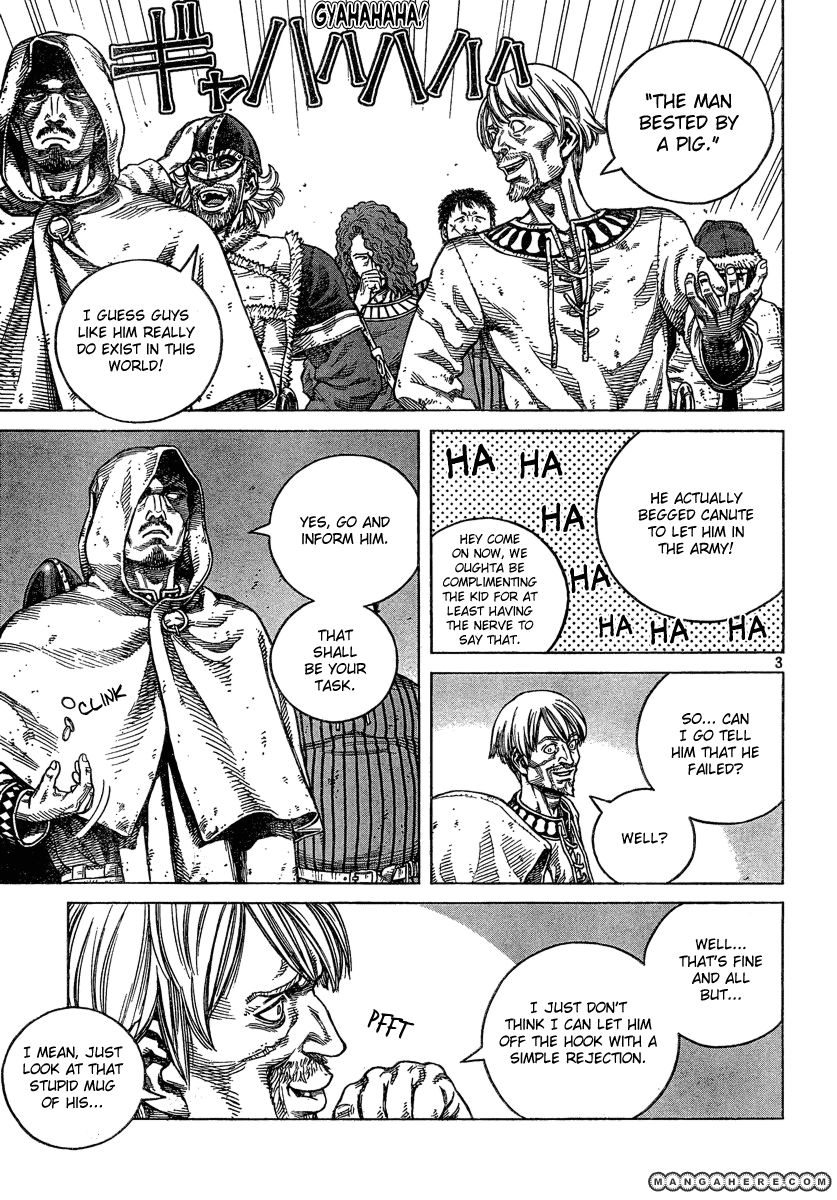 GYAHAHAHA!
ギャハハハハハ
"THE MAN
BESTED BY
A PIG."
I GUESS GUYS
LIKE HIM REALLY
DO EXIST IN THIS
WORLD!
HE ACTUALLY
BEGGED CANUTE
TO LET HIM IN
THE ARMY!
HA HA
HA
HA
HA HA HA
HEY COME
ON NOW, WE
OUGHTA BE
COMPLIMENTING
THE KID FOR AT
LEAST HAVING
THE NERVE TO
SAY THAT.
3
YES, GO AND
INFORM HIM.
THAT
SHALL
BE YOUR
TASK.
CLINK
SO... CAN
I GO TELL
HIM THAT HE
FAILED?
WELL?
WELL...
THAT'S FINE
AND ALL
BUT...
I JUST DON'T
THINK I CAN LET HIM
OFF THE HOOK WITH A
SIMPLE REJECTION.
PFFT
I MEAN, JUST
LOOK AT THAT
STUPID MUG
OF HIS...
MANGAHERE.COM